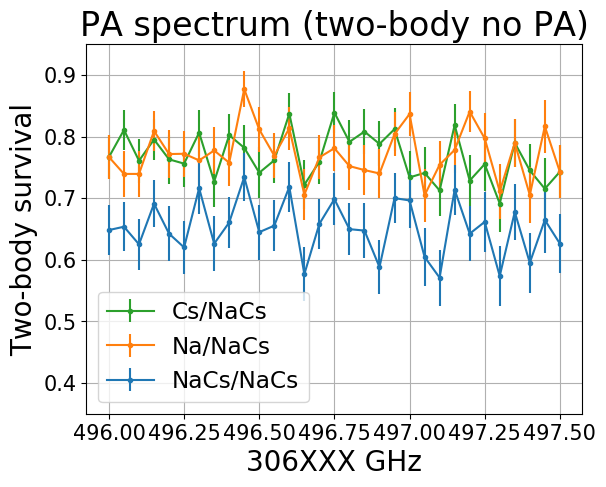 PA spectrum (two-body no PA)
Two-body survival
0.9
0.8
0.7
0.6
0.5
0.4
Cs/NaCs
Na/NaCs
NaCs/NaCs
496.00 496.25 496.50 496.75 497.00 497.25 497.50
306XXX GHz